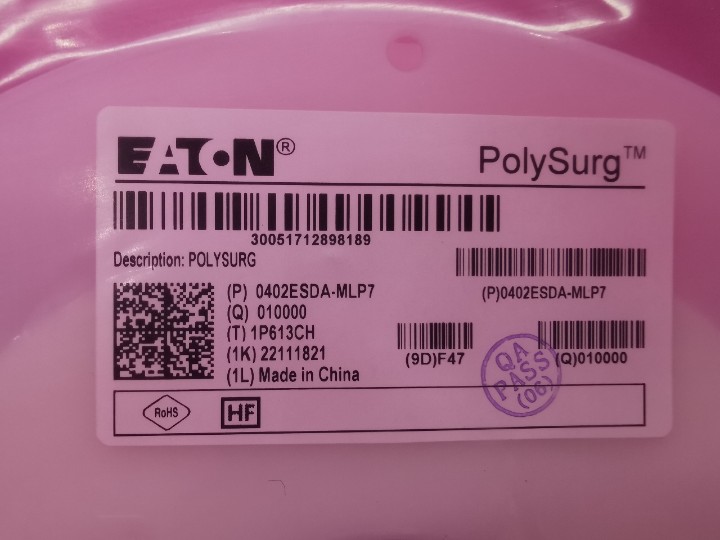 EATON®
PolySurg™
30051712898189
Description: POLYSURG
(P)0402ESDA-MLP7
(P) 0402ESDA-MLP7
(Q) 010000
(T) 1P613CH
(1K) 22111821
(1L) Made in China
(9D)F47
(Q)010000
QA
PASS
(06)
RoHS
HF